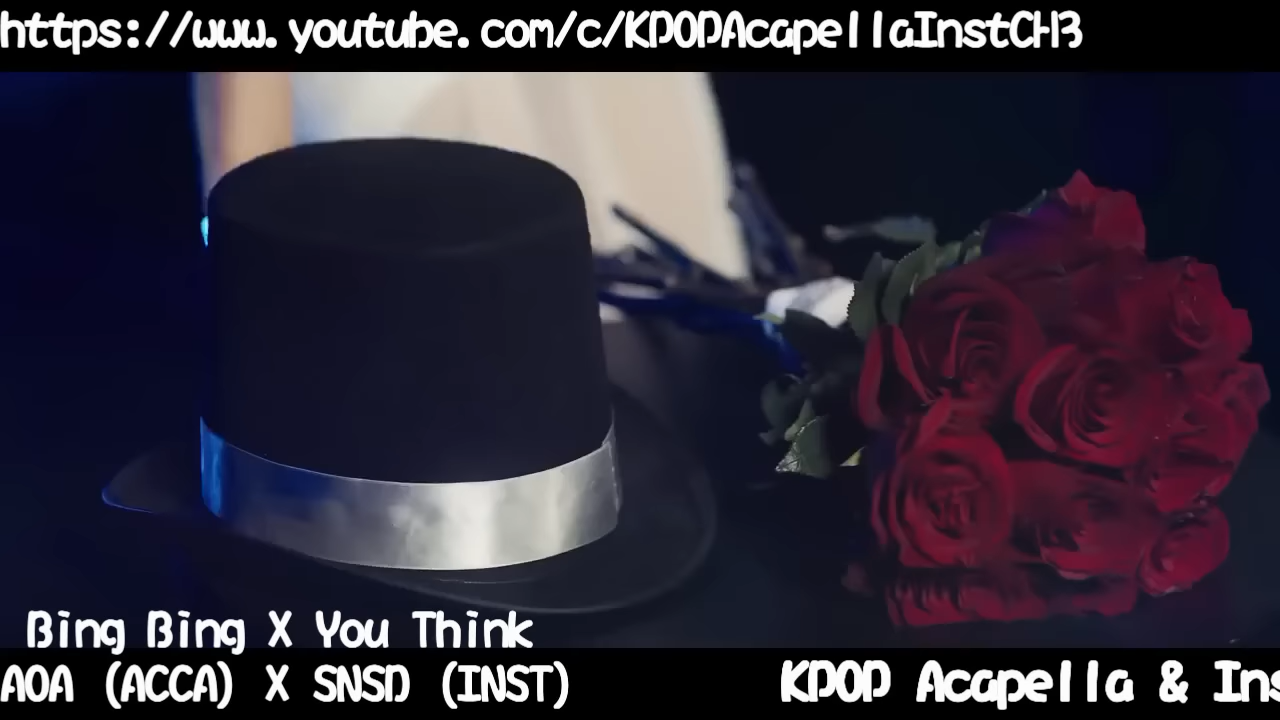 https://www.youtube.com/c/KPOPAcapellaInstCH3
Bing Bing X You Think
AOA (ACCA) X SNSD (INST)
KPOP Acapella & Ins